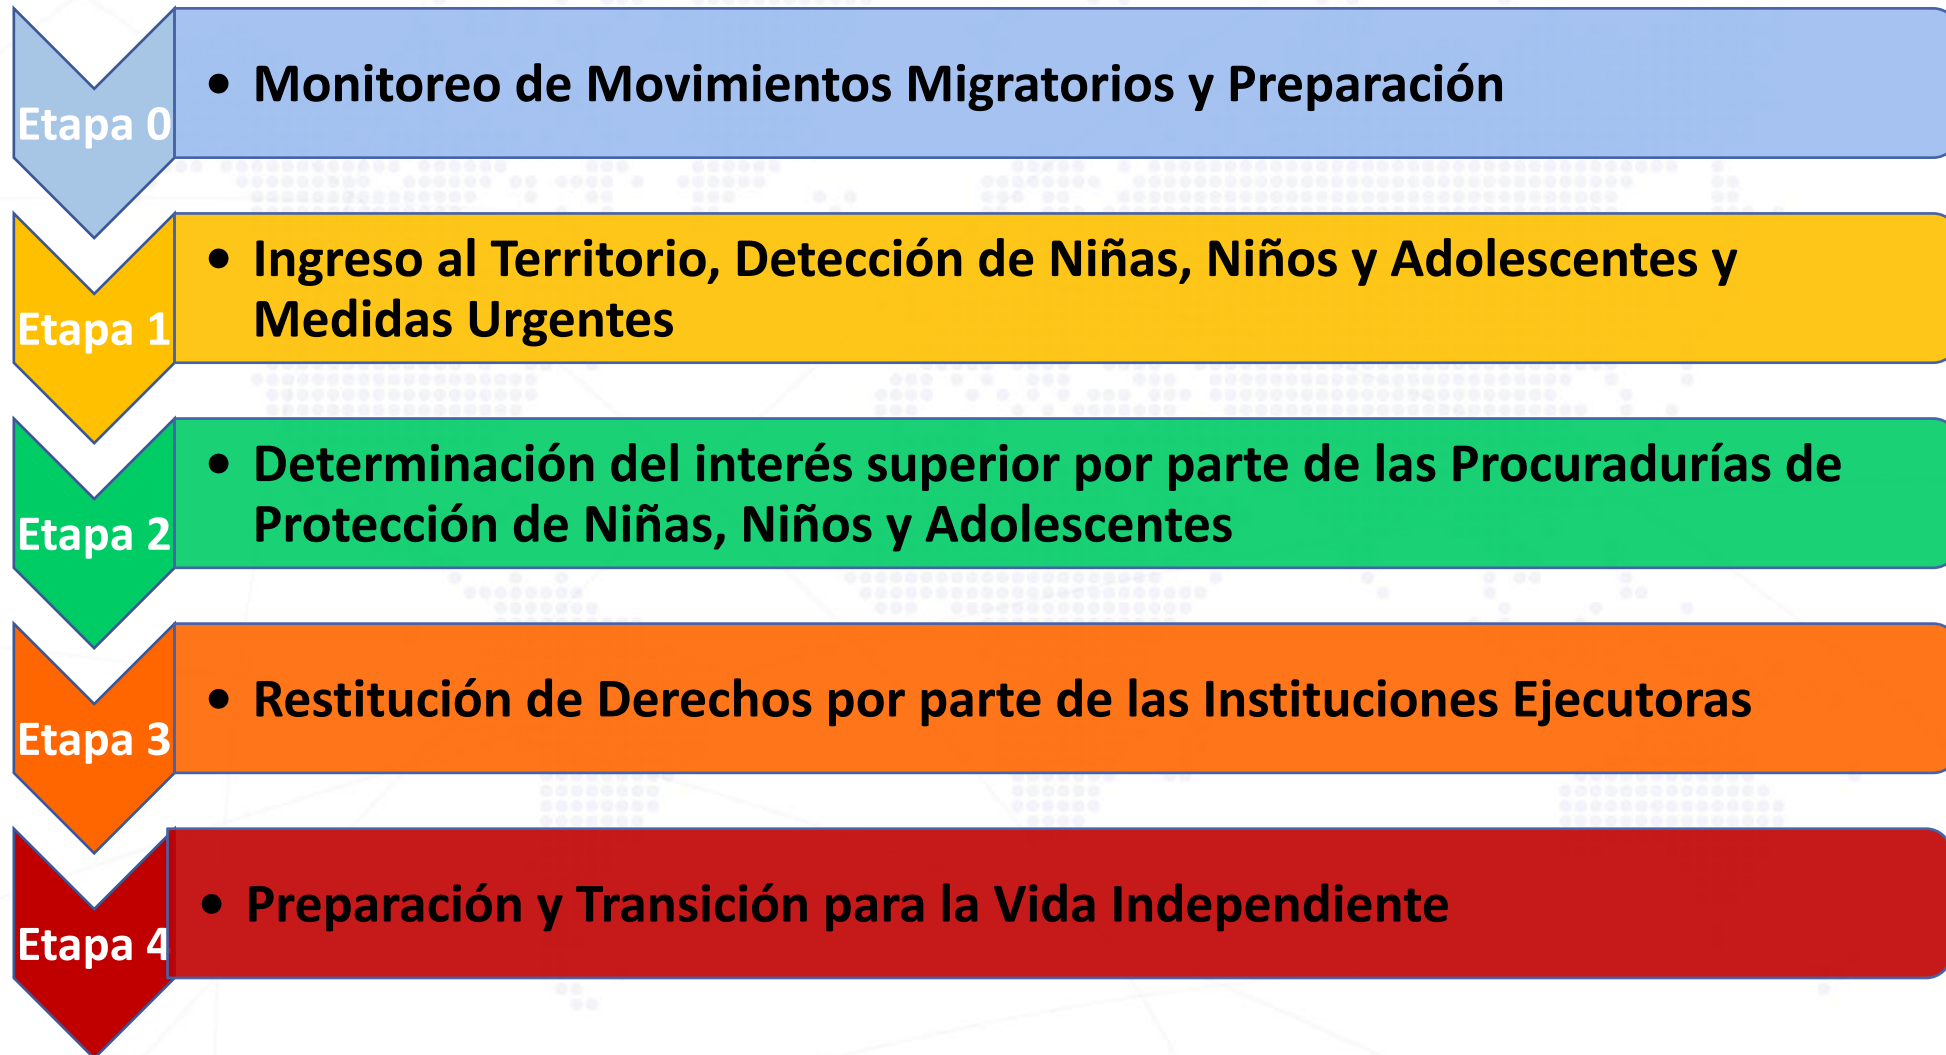 Etapa 0
• Monitoreo de Movimientos Migratorios y Preparación
Etapa 1
• Ingreso al Territorio, Detección de Niñas, Niños y Adolescentes y
Medidas Urgentes
Etapa 2
• Determinación del interés superior por parte de las Procuradurías de
Protección de Niñas, Niños y Adolescentes
Etapa 3
• Restitución de Derechos por parte de las Instituciones Ejecutoras
Etapa 4
• Preparación y Transición para la Vida Independiente